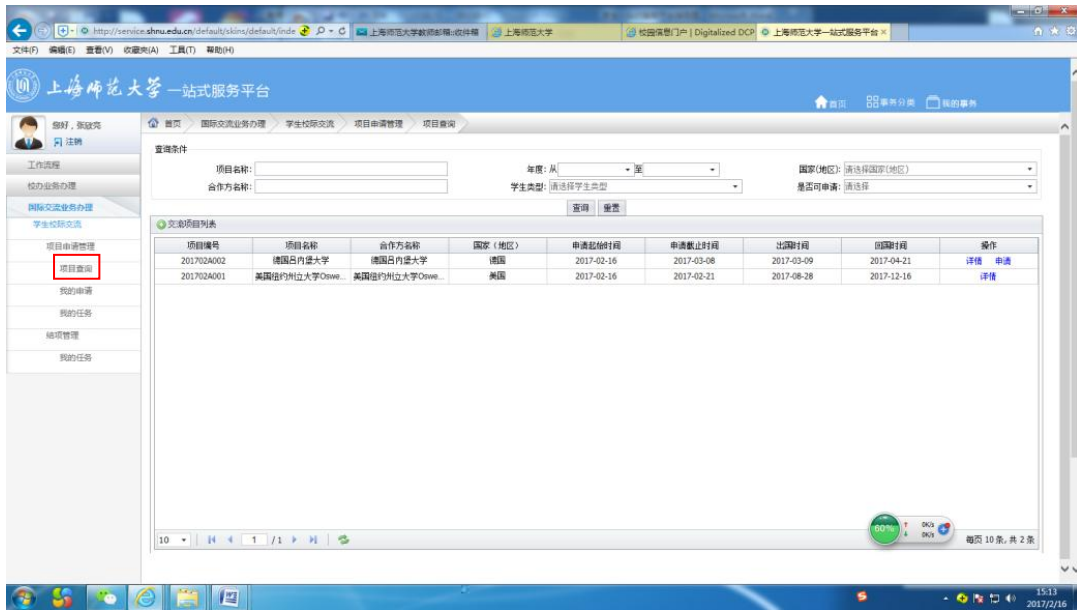 http://service.shnu.edu.cn/default/skins/default/inde
上海师范大学教师邮箱::收件箱
上海师范大学
校园信息门户 | Digitalized DCP
上海师范大学—站式服务平台 ×
文件(F) 编辑(E) 查看(V) 收藏夹(A) 工具(T) 帮助(H)
上海师范大学 一站式服务平台
首页 事务分类 我的事务
您好，张欣亮
注销
首页 国际交流业务办理 学生校际交流 项目申请管理 项目查询
工作流程
校办业务办理
国际交流业务办理
学生校际交流
项目申请管理
项目查询
我的申请
我的任务
结项管理
我的任务
查询条件
项目名称: 年度: 从 至 国家(地区): 请选择国家(地区)
合作方名称: 学生类型: 请选择学生类型 是否可申请: 请选择
查询 重置
交流项目列表
项目编号 项目名称 合作方名称 国家（地区） 申请起始时间 申请截止时间 出国时间 回国时间 操作
201702A002 德国吕内堡大学 德国吕内堡大学 德国 2017-02-16 2017-03-08 2017-03-09 2017-04-21 详情 申请
201702A001 美国纽约州立大学Oswe... 美国纽约州立大学Oswe... 美国 2017-02-16 2017-02-21 2017-08-28 2017-12-16 详情
60% 0K/s
0K/s
10 1 /1 每页 10 条, 共 2 条
15:13
2017/2/16